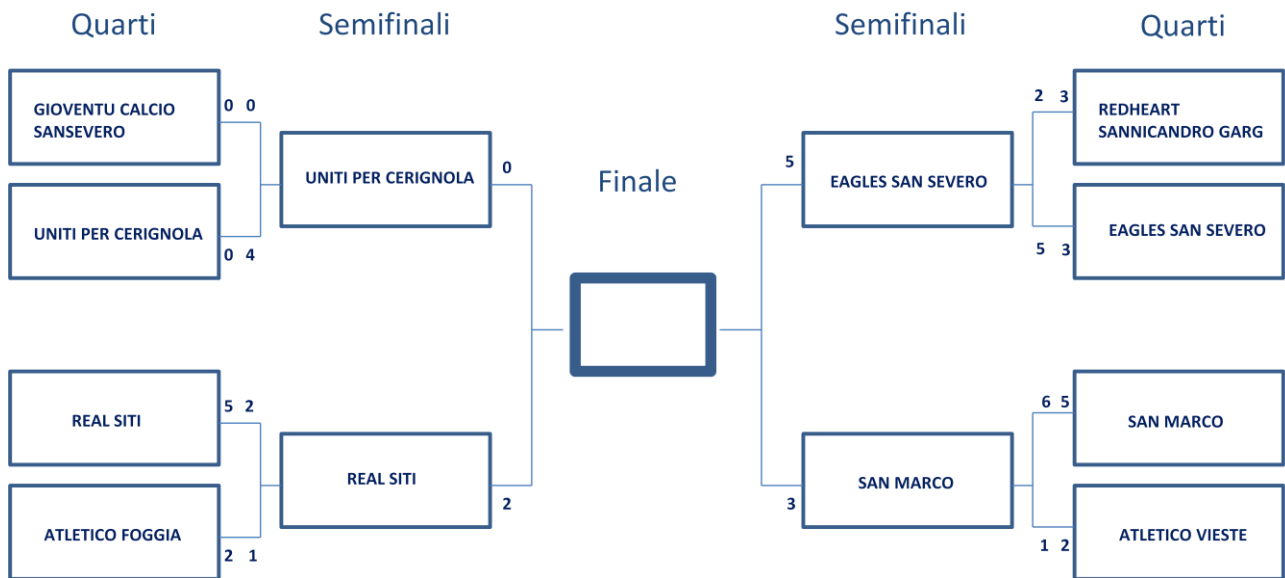 Quarti
Semifinali
Semifinali
Quarti
GIOVENTU CALCIO
SANSEVERO
0 0
UNITI PER CERIGNOLA
0
Finale
5
EAGLES SAN SEVERO
2 3
REDHEART
SANNICANDRO GARG
UNITI PER CERIGNOLA
0 4
5 3
EAGLES SAN SEVERO
REAL SITI
5 2
REAL SITI
2
3
SAN MARCO
6 5
SAN MARCO
ATLETICO FOGGIA
2 1
1 2
ATLETICO VIESTE